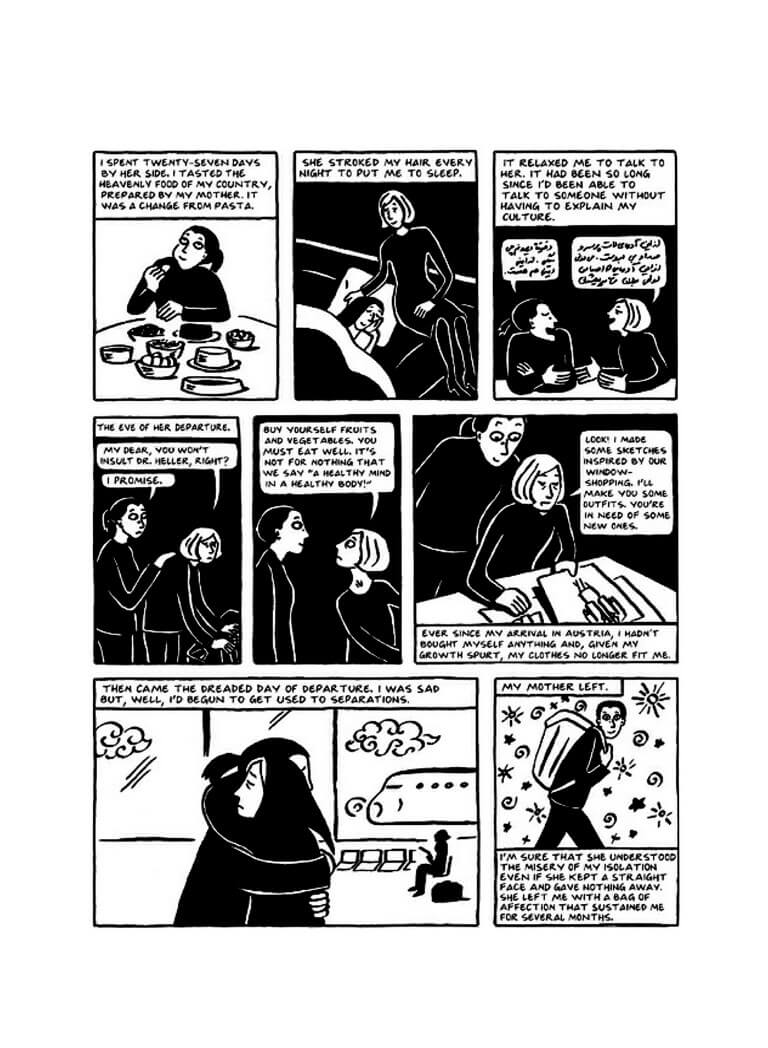 I SPENT TWENTY-SEVEN DAYS
BY HER SIDE. I TASTED THE
HEAVENLY FOOD OF MY COUNTRY,
PREPARED BY MY MOTHER. IT
WAS A CHANGE FROM PASTA.
SHE STROKED MY HAIR EVERY
NIGHT TO PUT ME TO SLEEP.
IT RELAXED ME TO TALK TO
HER. IT HAD BEEN SO LONG
SINCE I'D BEEN ABLE TO
TALK TO SOMEONE WITHOUT
HAVING TO EXPLAIN MY
CULTURE.
THE EVE OF HER DEPARTURE.
MY DEAR, YOU WON'T
INSULT DR. HELLER, RIGHT?
I PROMISE.
BUY YOURSELF FRUITS
AND VEGETABLES. YOU
MUST EAT WELL. IT'S
NOT FOR NOTHING THAT
WE SAY "A HEALTHY MIND
IN A HEALTHY BODY!"
LOOK! I MADE
SOME SKETCHES
INSPIRED BY OUR
WINDOW-
SHOPPING. I'LL
MAKE YOU SOME
OUTFITS. YOU'RE
IN NEED OF SOME
NEW ONES.
EVER SINCE MY ARRIVAL IN AUSTRIA, I HADN'T
BOUGHT MYSELF ANYTHING AND, GIVEN MY
GROWTH SPURT, MY CLOTHES NO LONGER FIT ME.
THEN CAME THE DREADED DAY OF DEPARTURE. I WAS SAD
BUT, WELL, I'D BEGUN TO GET USED TO SEPARATIONS.
MY MOTHER LEFT.
I'M SURE THAT SHE UNDERSTOOD
THE MISERY OF MY ISOLATION
EVEN IF SHE KEPT A STRAIGHT
FACE AND GAVE NOTHING AWAY.
SHE LEFT ME WITH A BAG OF
AFFECTION THAT SUSTAINED ME
FOR SEVERAL MONTHS.